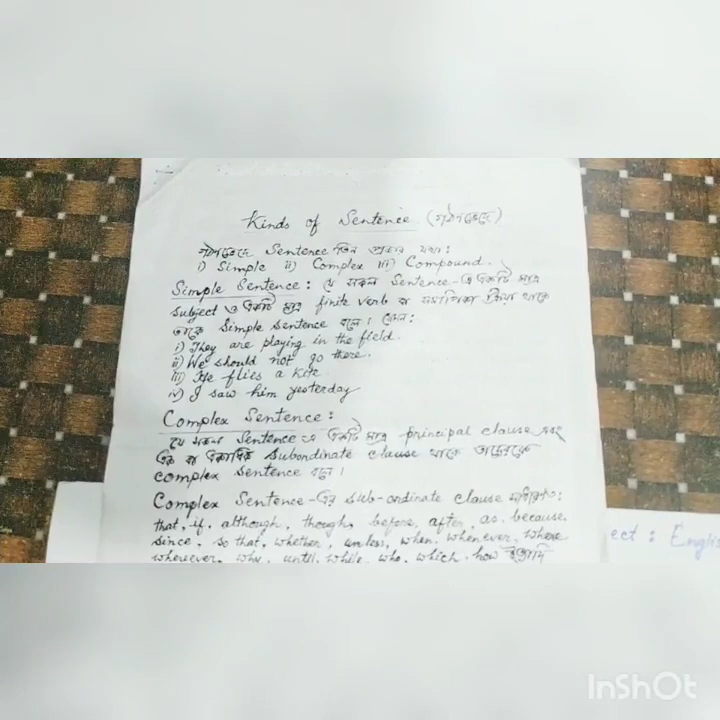 Kinds of Sentence (গঠনভেদে)
গঠনভেদে Sentence তিন প্রকার যথা:
i) Simple ii) Complex iii) Compound.
Simple Sentence: যে সকল Sentence-এ একটি মাত্র
subject ও একটি মাত্র finite verb বা সমাপিকা ক্রিয়া থাকে
তাকে Simple sentence বলে। যেমন:
i) They are playing in the field.
ii) We should not go there.
iii) He flies a kite
iv) I saw him yesterday
Complex Sentence:
যে সকল Sentence এ একটি মাত্র principal clause এবং
এক বা একাধিক Subordinate clause থাকে তাদেরকে
complex Sentence বলে।
Complex Sentence-এর sub-ordinate clause
that, if, although, though, before, after, as, because,
since, so that, whether, unless, when, whenever, where
wherever, why, until, while, who, which, how ইত্যাদি
ect: Englis
InShOt